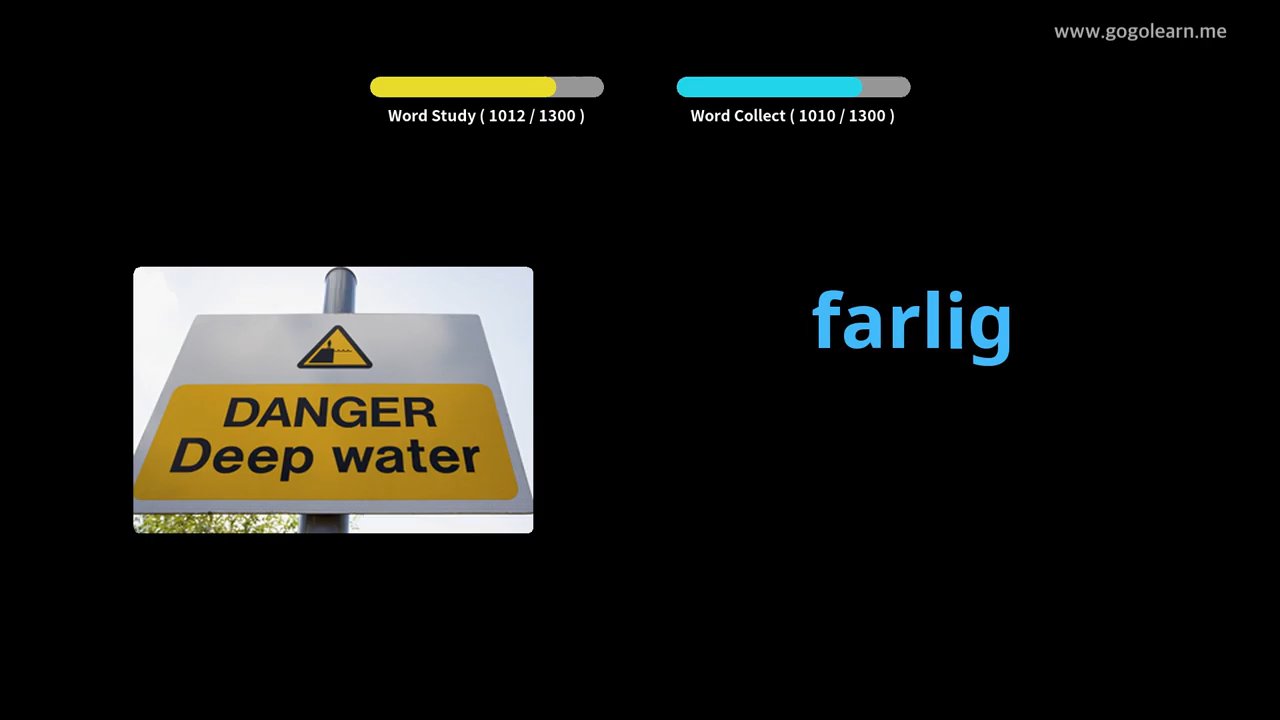 www.gogolearn.me
Word Study ( 1012 / 1300 )
Word Collect ( 1010 / 1300 )
DANGER
Deep water
farlig